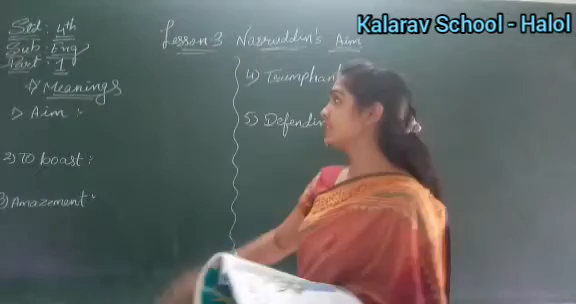 Kalarav School - Halol
Std : 4th
Sub : Eng
Part : 1
Lesson-3 Nasruddin's Aim
Meanings
1) Aim :
2) To boast :
3) Amazement :
4) Triumphant
5) Defendin